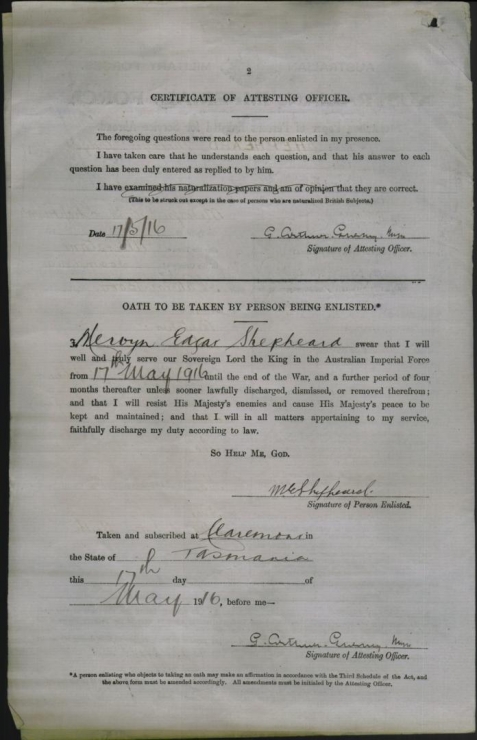 2
CERTIFICATE OF ATTESTING OFFICER.
The foregoing questions were read to the person enlisted in my presence.
I have taken care that he understands each question, and that his answer to each
question has been duly entered as replied to by him.
I have examined his naturalization papers and am of opinion that they are correct.
(This to be struck out except in the case of persons who are naturalized British Subjects.)
Date 17/5/16
G. Arthur
Signature of Attesting Officer.
OATH TO BE TAKEN BY PERSON BEING ENLISTED.*
I, Mervyn Edgar Shepheard swear that I will
well and truly serve our Sovereign Lord the King in the Australian Imperial Force
from 17th May 1916 until the end of the War, and a further period of four
months thereafter unless sooner lawfully discharged, dismissed, or removed therefrom;
and that I will resist His Majesty's enemies and cause His Majesty's peace to be
kept and maintained; and that I will in all matters appertaining to my service,
faithfully discharge my duty according to law.
SO HELP ME, GOD.
M E Shepheard
Signature of Person Enlisted.
Taken and subscribed at Claremont in
the State of Tasmania
this 17th day of
May 1916, before me—
G. Arthur
Signature of Attesting Officer.
*A person enlisting who objects to taking an oath may make an affirmation in accordance with the Third Schedule of the Act, and
the above form must be amended accordingly. All amendments must be initialed by the Attesting Officer.